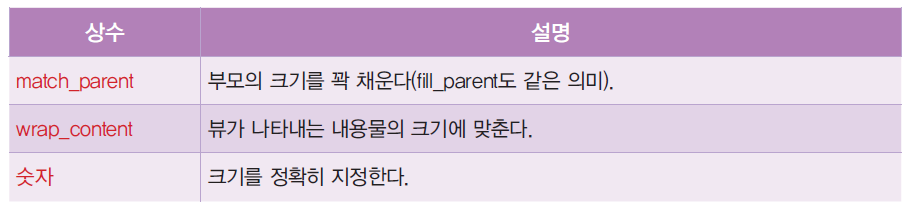 상수 설명
match_parent 부모의 크기를 꽉 채운다(fill_parent도 같은 의미).
wrap_content 뷰가 나타내는 내용물의 크기에 맞춘다.
숫자 크기를 정확히 지정한다.